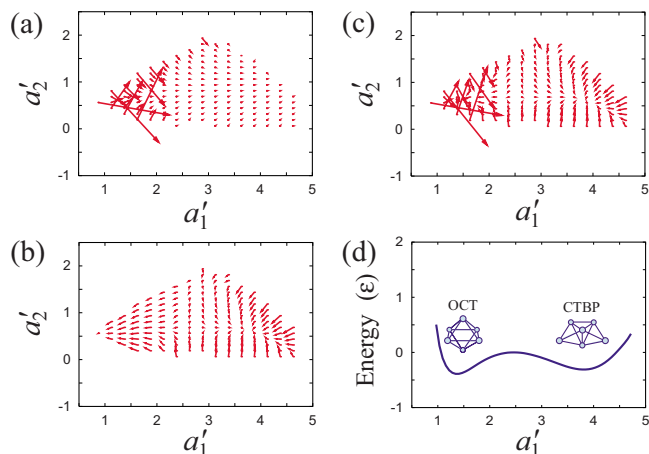 (a)
2
1
0
-1
a′2
1 2 3 4 5
a′1
(c)
2
1
0
-1
a′2
1 2 3 4 5
a′1
(b)
2
1
0
-1
a′2
1 2 3 4 5
a′1
(d)
2
1
0
-1
Energy (ε)
OCT
CTBP
1 2 3 4 5
a′1